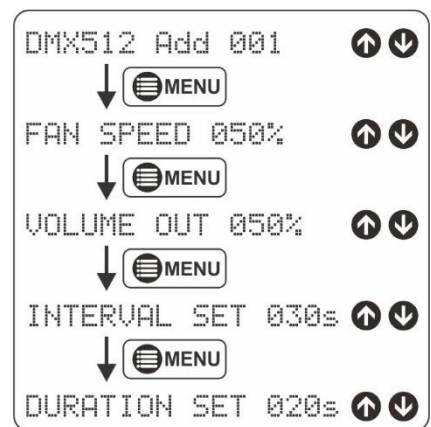 DMX512 Add 001
MENU
FAN SPEED 050%
MENU
VOLUME OUT 050%
MENU
INTERVAL SET 030s
MENU
DURATION SET 020s